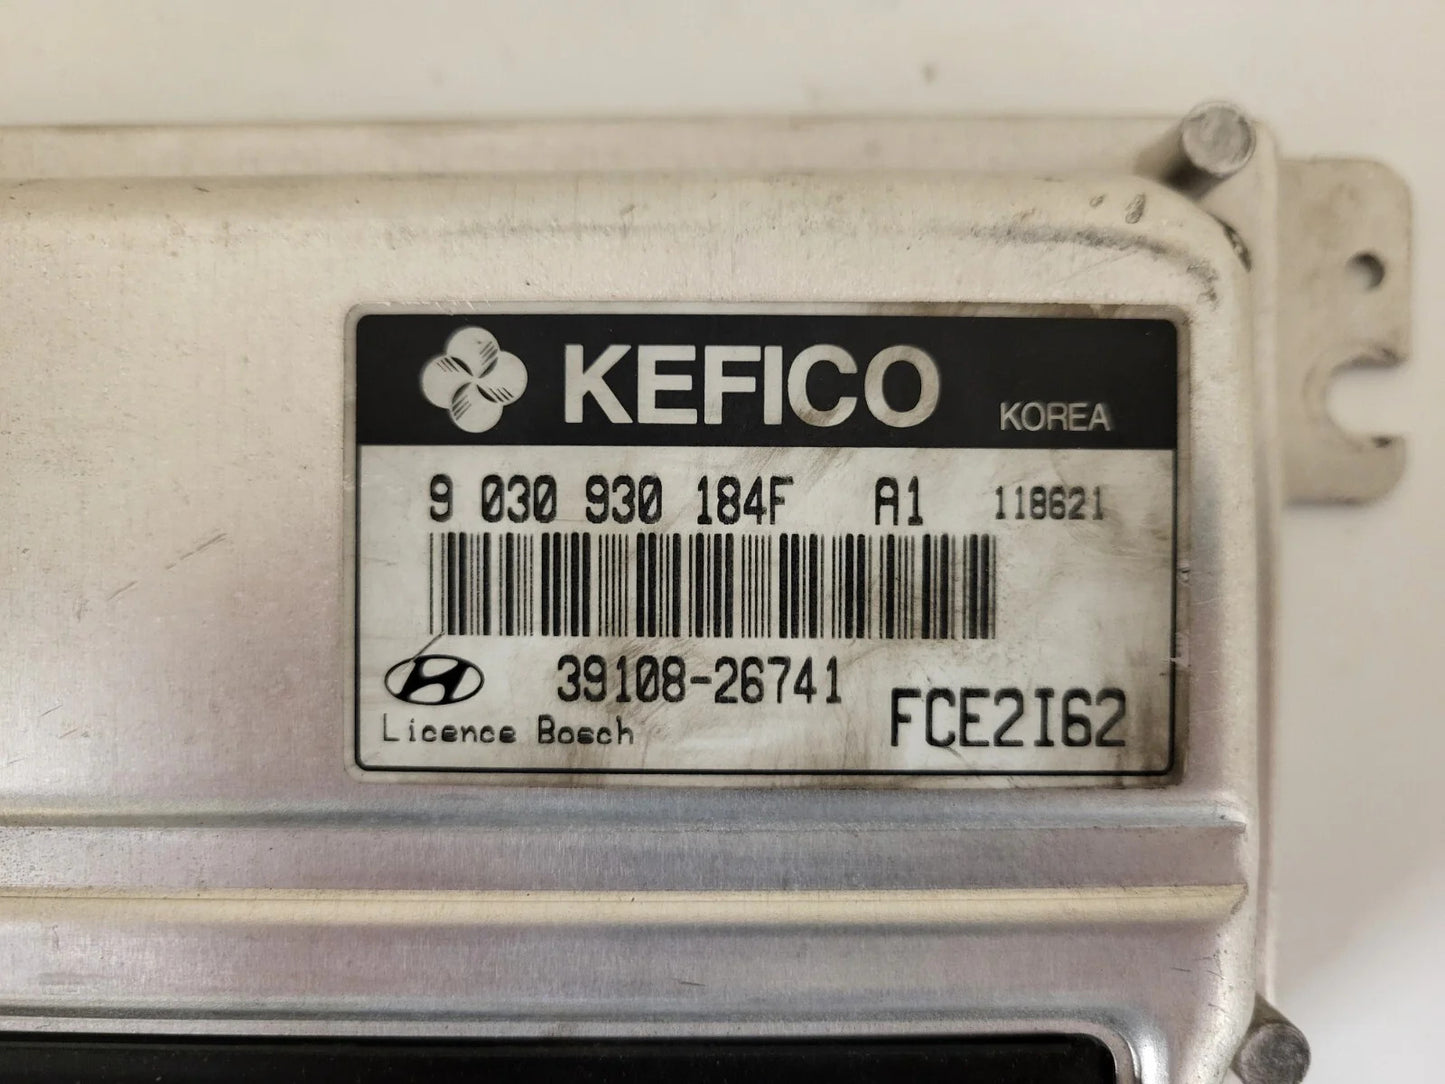 KEFICO KOREA
9 030 930 184F A1 118621
39108-26741
Licence Bosch FCE2I62